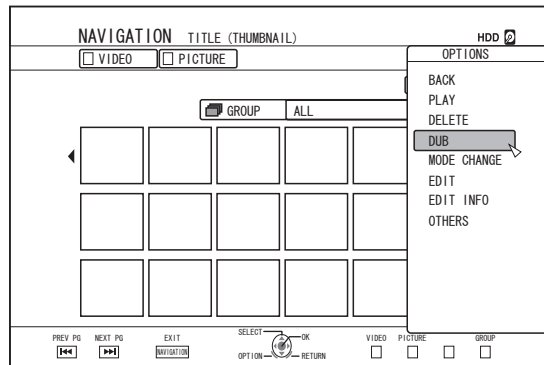 NAVIGATION TITLE (THUMBNAIL) HDD
VIDEO PICTURE
GROUP ALL
OPTIONS
BACK
PLAY
DELETE
DUB
MODE CHANGE
EDIT
EDIT INFO
OTHERS
PREV PG NEXT PG EXIT SELECT OK VIDEO PICTURE GROUP
NAVIGATION OPTION RETURN